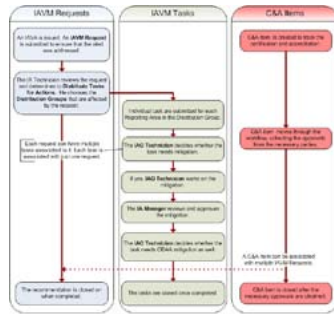 IAVM Requests
IAVM Tasks
C&A Items
An IAVA is issued. An IAVM Request
is submitted to ensure that the alert
was addressed.
C&A item is created to track the
certification and accreditation
The IA Technician reviews the request
and determines to Distribute Tasks
for Actions. He chooses the
Distribution Groups that are affected by
the request.
Individual tasks are submitted for each
Reporting Area in the Distribution Group.
Each request can have multiple
tasks associated to it. Each task is
associated with just one request.
The IAO Technician decides whether the
task needs mitigation.
C&A item moves through the
workflow, collecting the approvals
from the necessary parties.
If yes, IAO Technician works on the
mitigation.
The IA Manager reviews and approves
the mitigation
The IAO Technician decides whether the
task needs mitigation as well.
A C&A item can be associated
with multiple IAVM Requests.
The recommendation is closed
when completed.
The tasks are closed once completed.
C&A item is closed after the
necessary approvals are obtained.